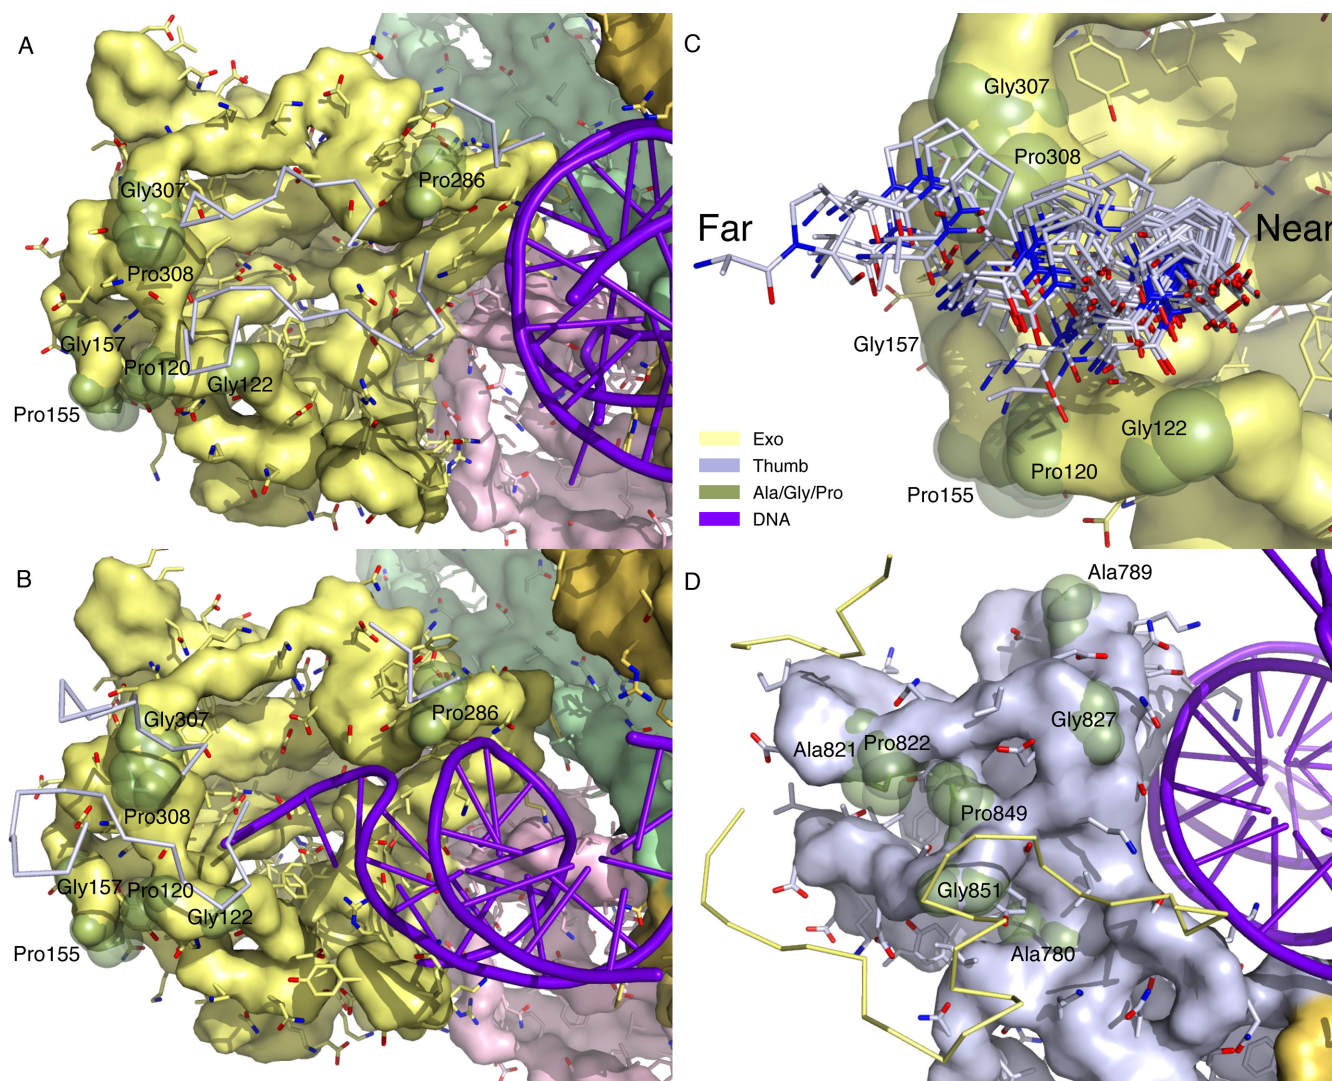 A
Gly307
Pro286
Pro308
Gly157
Pro120
Gly122
Pro155
B
Gly307
Pro286
Pro308
Gly157
Pro120
Gly122
Pro155
C
Gly307
Pro308
Far
Near
Gly157
Gly122
Pro120
Pro155
Exo
Thumb
Ala/Gly/Pro
DNA
D
Ala789
Gly827
Ala821
Pro822
Pro849
Gly851
Ala780